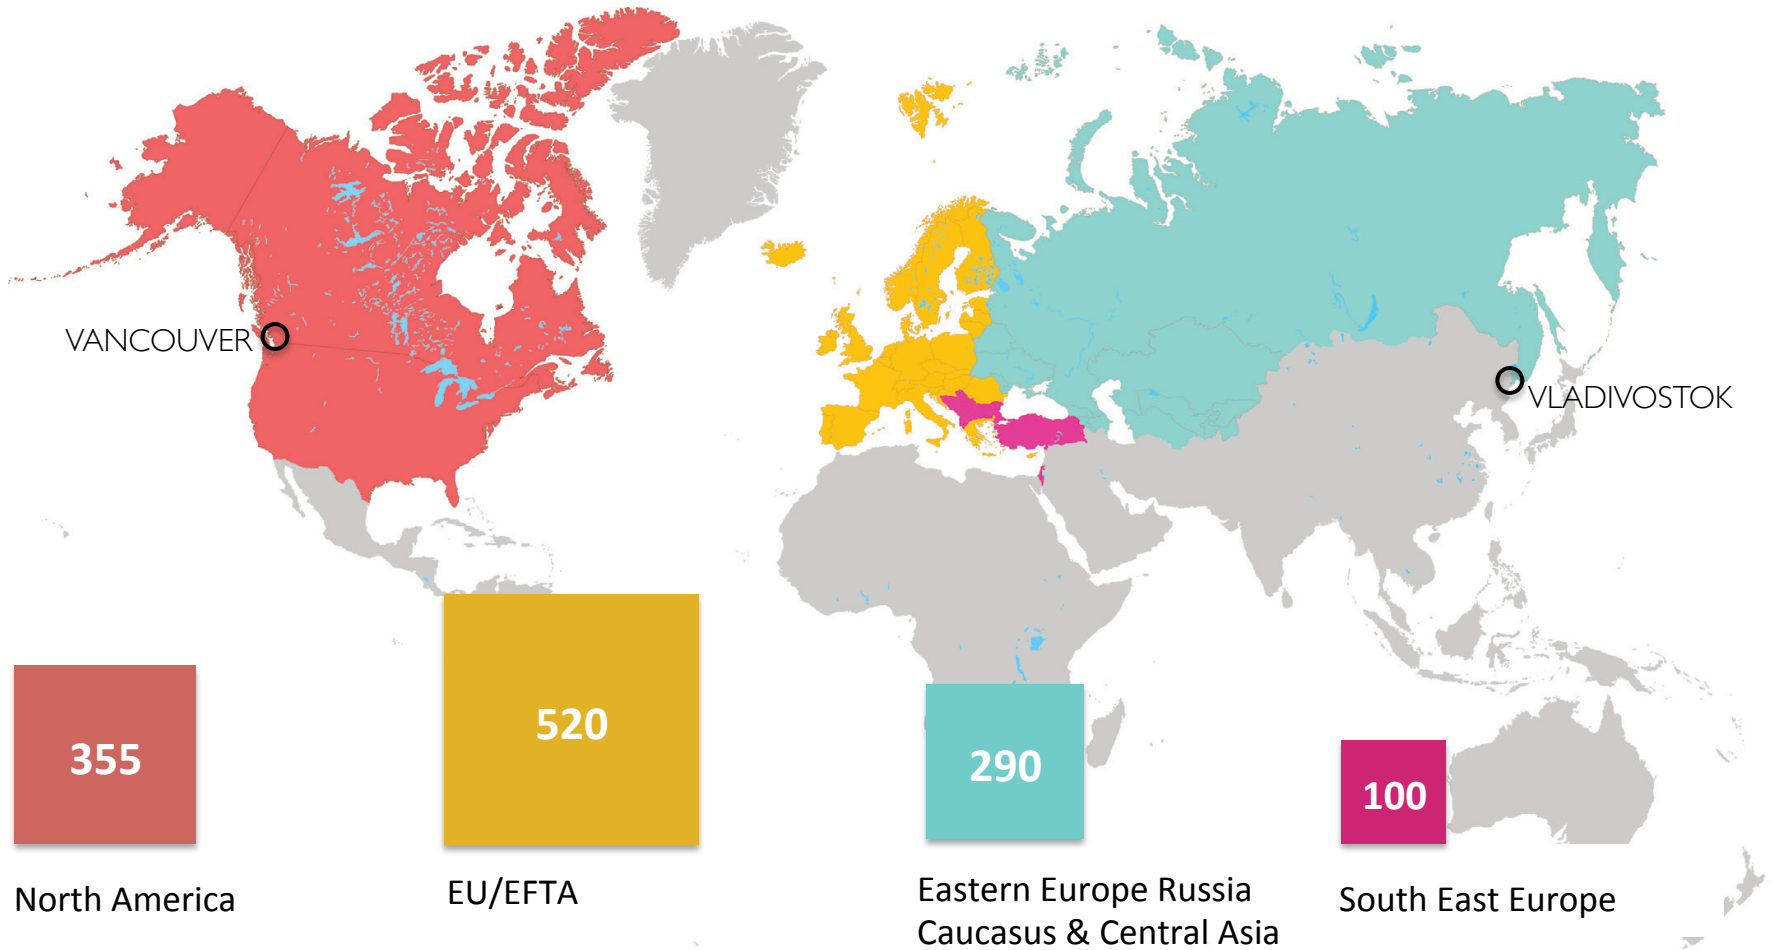 VANCOUVER
VLADIVOSTOK
355
520
290
100
North America
EU/EFTA
Eastern Europe Russia
Caucasus & Central Asia
South East Europe